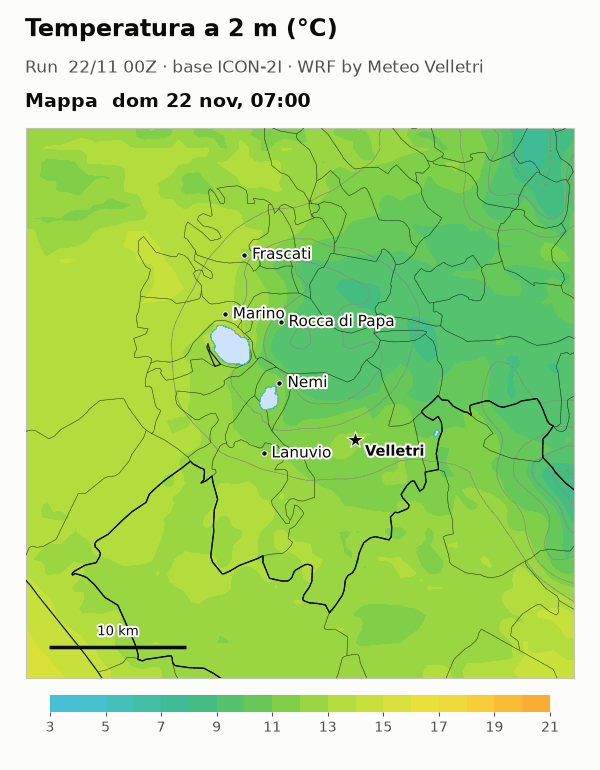 Temperatura a 2 m (°C)
Run 22/11 00Z · base ICON-2I · WRF by Meteo Velletri
Mappa dom 22 nov, 07:00
Frascati
Marino
Rocca di Papa
Nemi
Velletri
Lanuvio
10 km
3 5 7 9 11 13 15 17 19 21